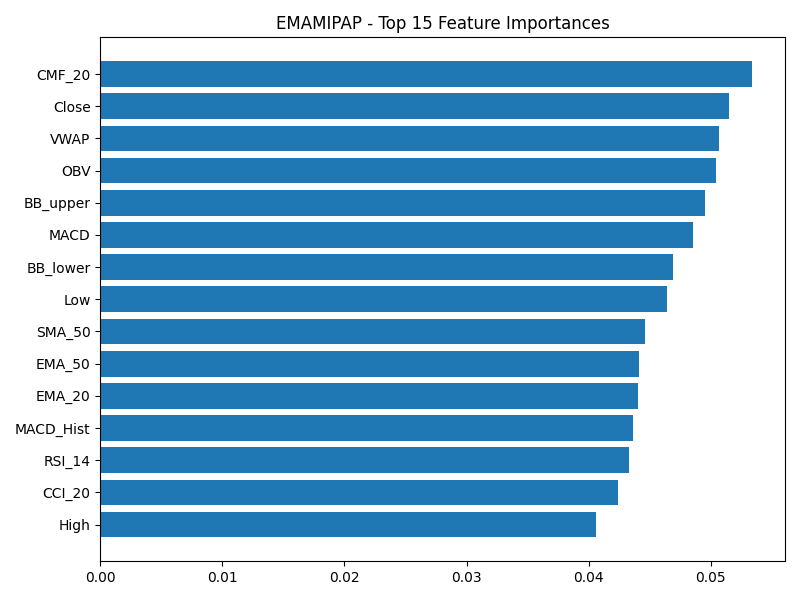 EMAMIPAP - Top 15 Feature Importances
CMF_20
Close
VWAP
OBV
BB_upper
MACD
BB_lower
Low
SMA_50
EMA_50
EMA_20
MACD_Hist
RSI_14
CCI_20
High
0.00 0.01 0.02 0.03 0.04 0.05